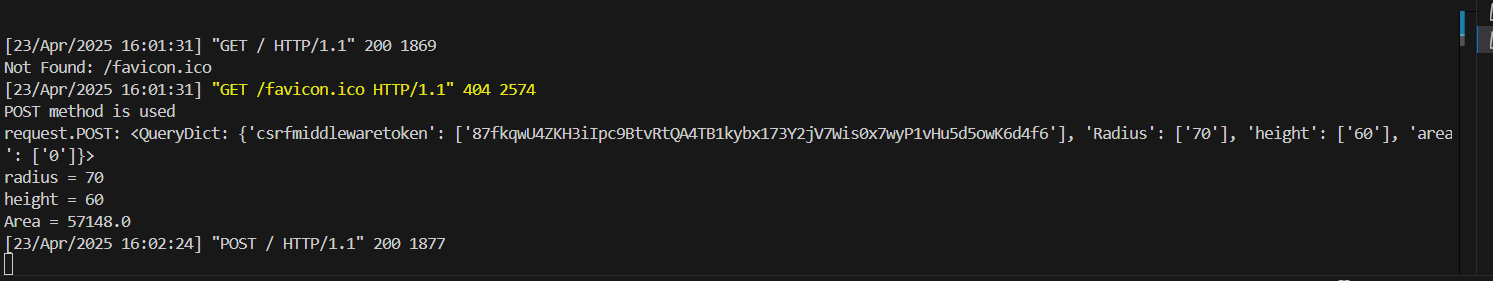 [23/Apr/2025 16:01:31] "GET / HTTP/1.1" 200 1869
Not Found: /favicon.ico
[23/Apr/2025 16:01:31] "GET /favicon.ico HTTP/1.1" 404 2574
POST method is used
request.POST: <QueryDict: {'csrfmiddlewaretoken': ['87fkqwU4ZKH3iIpc9BtvRtQA4TB1kybx173Y2jV7Wis0x7wyP1vHu5d5owK6d4f6'], 'Radius': ['70'], 'height': ['60'], 'area
': ['0']}>
radius = 70
height = 60
Area = 57148.0
[23/Apr/2025 16:02:24] "POST / HTTP/1.1" 200 1877